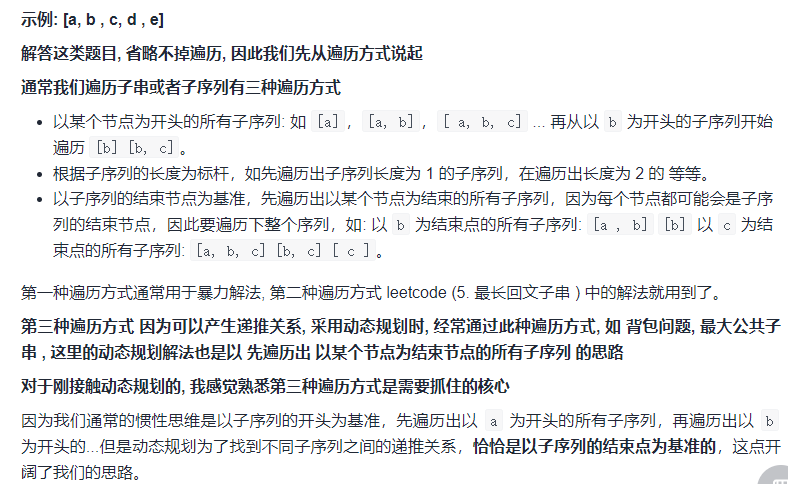 示例: [a, b , c, d , e]
解答这类题目, 省略不掉遍历, 因此我们先从遍历方式说起
通常我们遍历子串或者子序列有三种遍历方式
• 以某个节点为开头的所有子序列: 如 [a]，[a, b]，[ a, b, c] ... 再从以 b 为开头的子序列开始
遍历 [b] [b, c]。
• 根据子序列的长度为标杆，如先遍历出子序列长度为 1 的子序列，在遍历出长度为 2 的 等等。
• 以子序列的结束节点为基准，先遍历出以某个节点为结束的所有子序列，因为每个节点都可能会是子序
列的结束节点，因此要遍历下整个序列，如: 以 b 为结束点的所有子序列: [a , b] [b] 以 c 为结
束点的所有子序列: [a, b, c] [b, c] [ c ]。
第一种遍历方式通常用于暴力解法, 第二种遍历方式 leetcode (5. 最长回文子串 ) 中的解法就用到了。
第三种遍历方式 因为可以产生递推关系, 采用动态规划时, 经常通过此种遍历方式, 如 背包问题, 最大公共子
串 , 这里的动态规划解法也是以 先遍历出 以某个节点为结束节点的所有子序列 的思路
对于刚接触动态规划的, 我感觉熟悉第三种遍历方式是需要抓住的核心
因为我们通常的惯性思维是以子序列的开头为基准，先遍历出以 a 为开头的所有子序列，再遍历出以 b
为开头的...但是动态规划为了找到不同子序列之间的递推关系，恰恰是以子序列的结束点为基准的，这点开
阔了我们的思路。